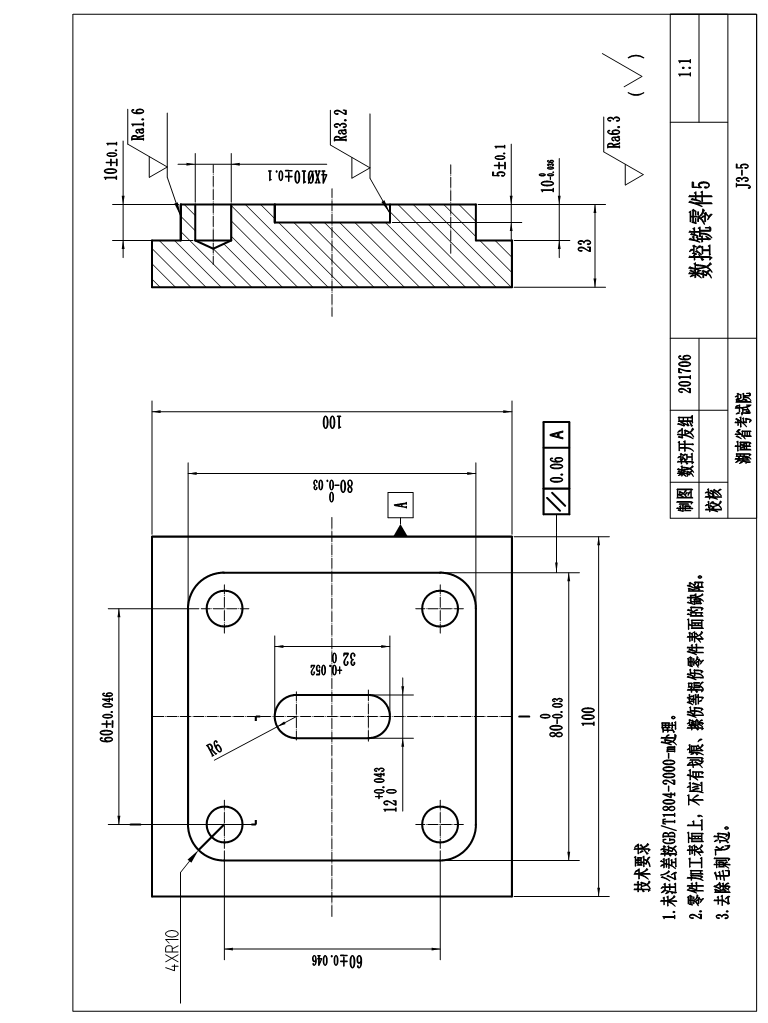 4XR10
60±0.046
R6
12 +0.043 0
32 +0.052 0
60±0.046
80 0 -0.03
100
80 0 -0.03
100
A
// 0.06 A
10±0.1
Ra1.6
4XØ10±0.1
Ra3.2
5±0.1
10 0 -0.036
23
Ra6.3
(√)
技术要求
1.未注公差按GB/T1804-2000-m处理。
2.零件加工表面上,不应有划痕、擦伤等损伤零件表面的缺陷。
3.去除毛刺飞边。
制图 数控开发组 201706 数控铣零件5 1:1
校核
湖南省考试院 J3-5